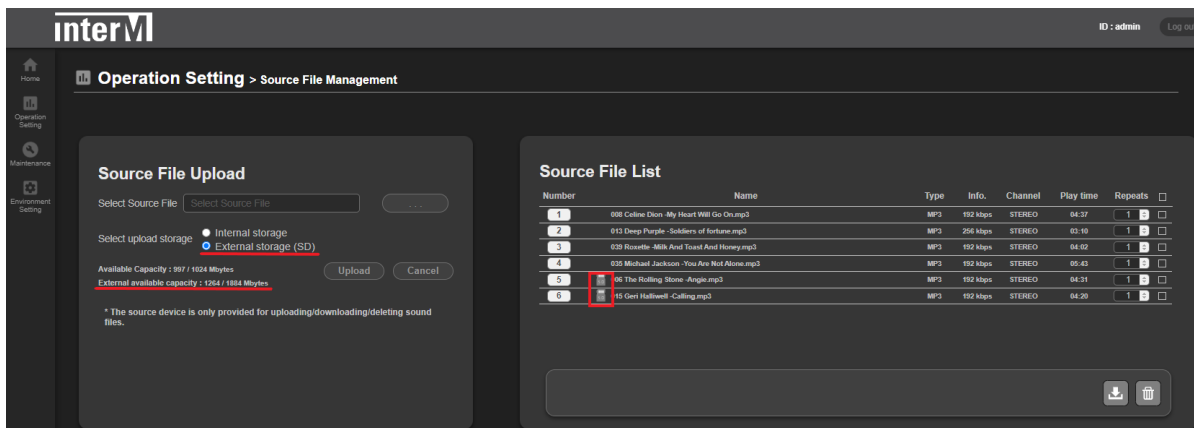 interM
ID : admin
Log ou
Home
Operation Setting > Source File Management
Operation
Setting
Maintenance
Environment
Setting
Source File Upload
Select Source File
Select Source File
. . .
Select upload storage
Internal storage
External storage (SD)
Available Capacity : 997 / 1024 Mbytes
External available capacity : 1264 / 1884 Mbytes
Upload
Cancel
* The source device is only provided for uploading/downloading/deleting sound
files.
Source File List
Number Name Type Info. Channel Play time Repeats
1 008 Celine Dion -My Heart Will Go On.mp3 MP3 192 kbps STEREO 04:37 1
2 013 Deep Purple -Soldiers of fortune.mp3 MP3 256 kbps STEREO 03:10 1
3 039 Roxette -Milk And Toast And Honey.mp3 MP3 192 kbps STEREO 04:02 1
4 035 Michael Jackson -You Are Not Alone.mp3 MP3 192 kbps STEREO 05:43 1
5 06 The Rolling Stone -Angie.mp3 MP3 192 kbps STEREO 04:31 1
6 15 Geri Halliwell -Calling.mp3 MP3 192 kbps STEREO 04:20 1